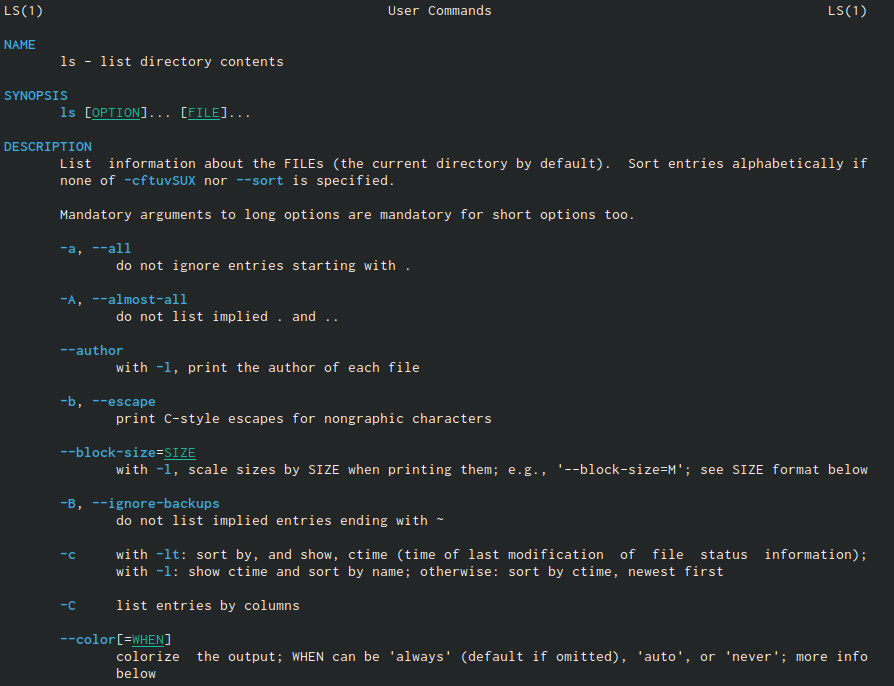 LS(1) User Commands LS(1)
NAME
ls - list directory contents
SYNOPSIS
ls [OPTION]... [FILE]...
DESCRIPTION
List information about the FILEs (the current directory by default). Sort entries alphabetically if
none of -cftuvSUX nor --sort is specified.
Mandatory arguments to long options are mandatory for short options too.
-a, --all
do not ignore entries starting with .
-A, --almost-all
do not list implied . and ..
--author
with -l, print the author of each file
-b, --escape
print C-style escapes for nongraphic characters
--block-size=SIZE
with -l, scale sizes by SIZE when printing them; e.g., '--block-size=M'; see SIZE format below
-B, --ignore-backups
do not list implied entries ending with ~
-c with -lt: sort by, and show, ctime (time of last modification of file status information);
with -l: show ctime and sort by name; otherwise: sort by ctime, newest first
-C list entries by columns
--color[=WHEN]
colorize the output; WHEN can be 'always' (default if omitted), 'auto', or 'never'; more info
below